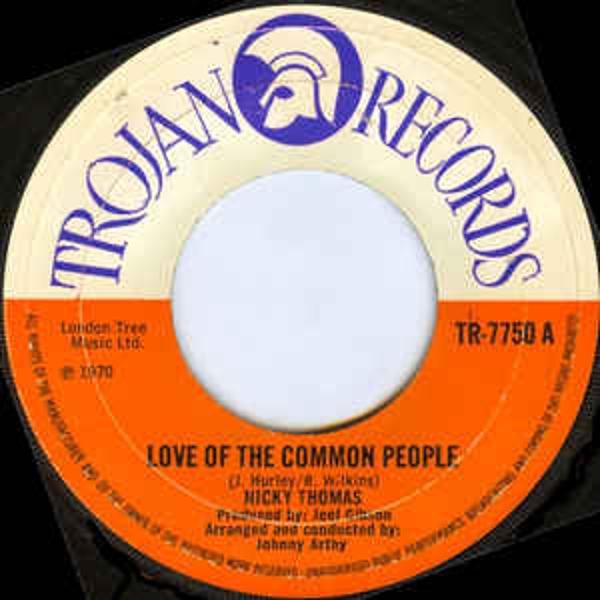 TROJAN RECORDS
London Tree
Music Ltd.
℗ 1970
TR-7750 A
LOVE OF THE COMMON PEOPLE
(J. Hurley/R. Wilkins)
NICKY THOMAS
Produced by: Joel Gibson
Arranged and conducted by:
Johnny Arthy